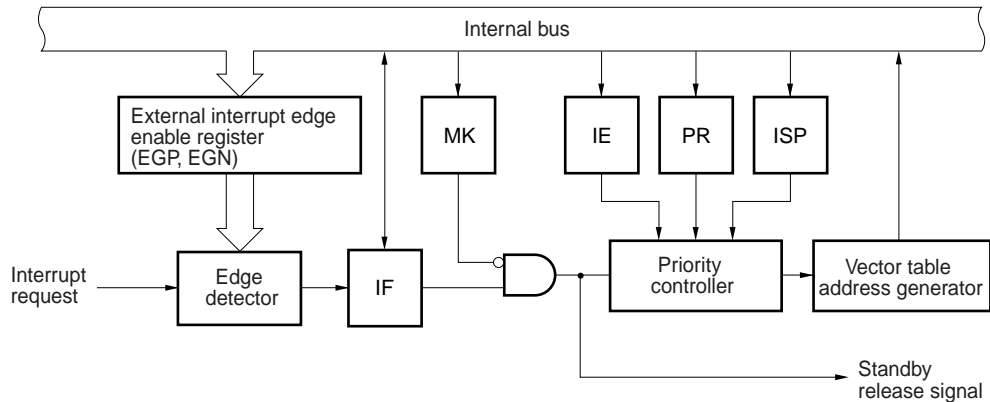 Internal bus
External interrupt edge
enable register
(EGP, EGN)
MK
IE
PR
ISP
Interrupt
request
Edge
detector
IF
Priority
controller
Vector table
address generator
Standby
release signal